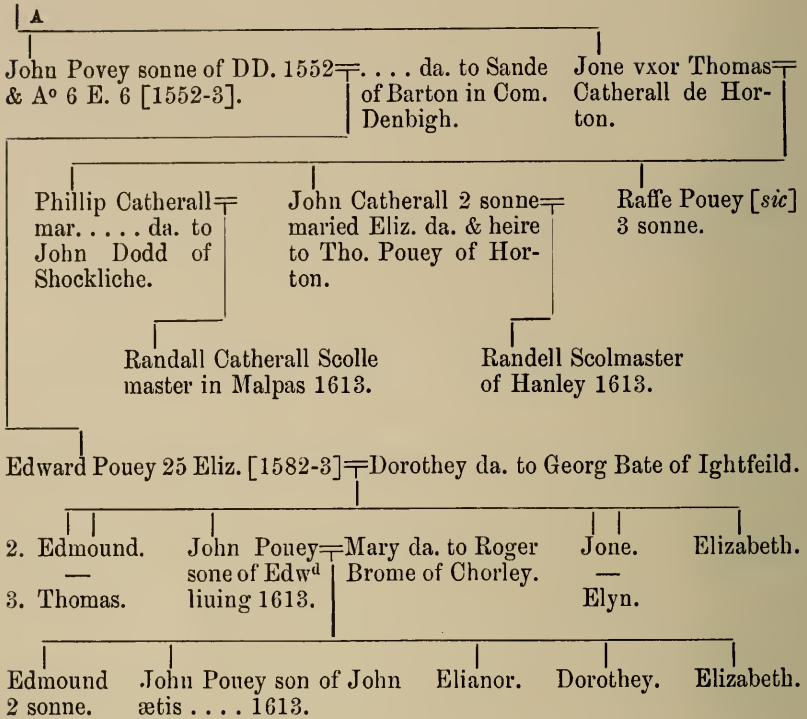 A
John Povey sonne of DD. 1552 = . . . . da. to Sande
& Aº 6 E. 6 [1552-3].
of Barton in Com.
Denbigh.
Jone vxor Thomas =
Catherall de Hor-
ton.
Phillip Catherall =
mar. . . . . da. to
John Dodd of
Shockliche.
John Catherall 2 sonne =
maried Eliz. da. & heire
to Tho. Pouey of Hor-
ton.
Raffe Pouey [sic]
3 sonne.
Randall Catherall Scolle
master in Malpas 1613.
Randell Scolmaster
of Hanley 1613.
Edward Pouey 25 Eliz. [1582-3] = Dorothey da. to Georg Bate of Ightfeild.
2. Edmound.
—
3. Thomas.
John Pouey =
sone of Edwᵈ
liuing 1613.
Mary da. to Roger
Brome of Chorley.
Jone.
—
Elyn.
Elizabeth.
Edmound
2 sonne.
John Pouey son of John
ætis . . . . 1613.
Elianor.
Dorothey.
Elizabeth.